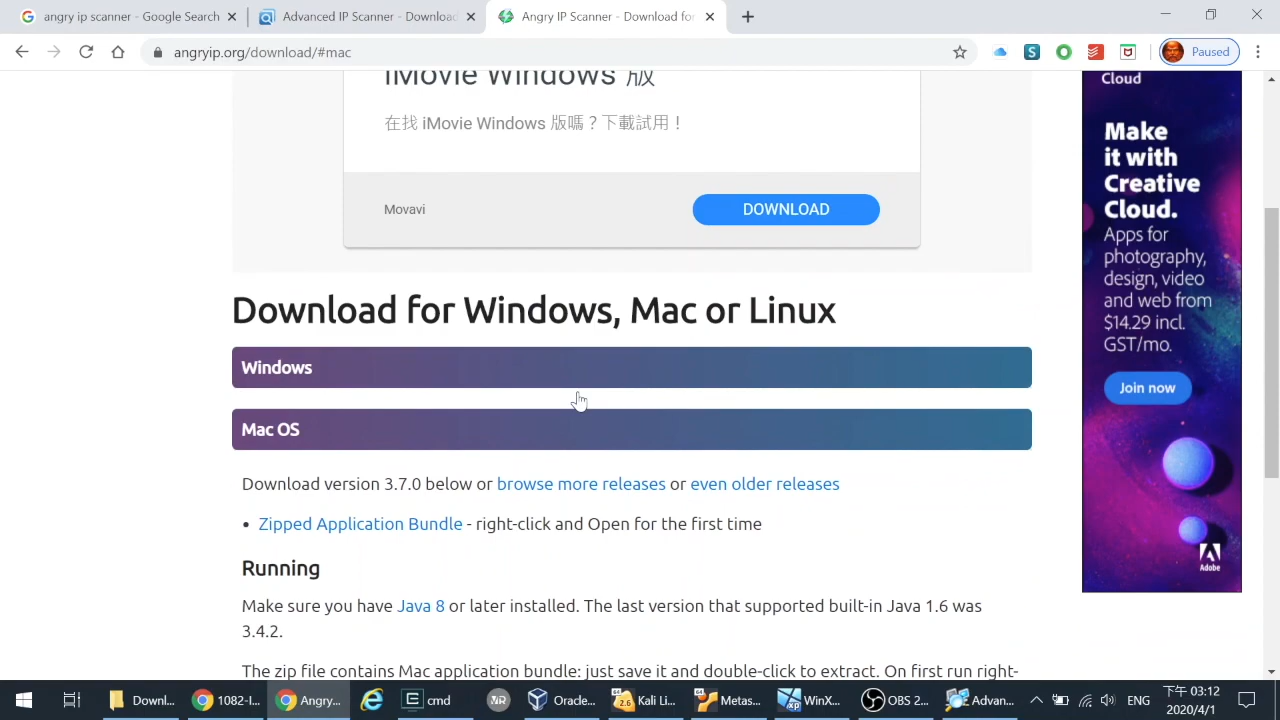 angry ip scanner - Google Search
Advanced IP Scanner - Download
Angry IP Scanner - Download for
angryip.org/download/#mac
S
Paused
iMovie Windows 版
在找 iMovie Windows 版嗎？下載試用！
Movavi
DOWNLOAD
Cloud
Make
it with
Creative
Cloud.
Apps for
photography,
design, video
and web from
$14.29 incl.
GST/mo.
Join now
Adobe
Download for Windows, Mac or Linux
Windows
Mac OS
Download version 3.7.0 below or browse more releases or even older releases
• Zipped Application Bundle - right-click and Open for the first time
Running
Make sure you have Java 8 or later installed. The last version that supported built-in Java 1.6 was
3.4.2.
The zip file contains Mac application bundle: just save it and double-click to extract. On first run right-
Downl...
1082-I...
Angry...
cmd
Oracle...
Kali Li...
Metas...
WinX...
OBS 2...
Advan...
ENG
下午 03:12
2020/4/1